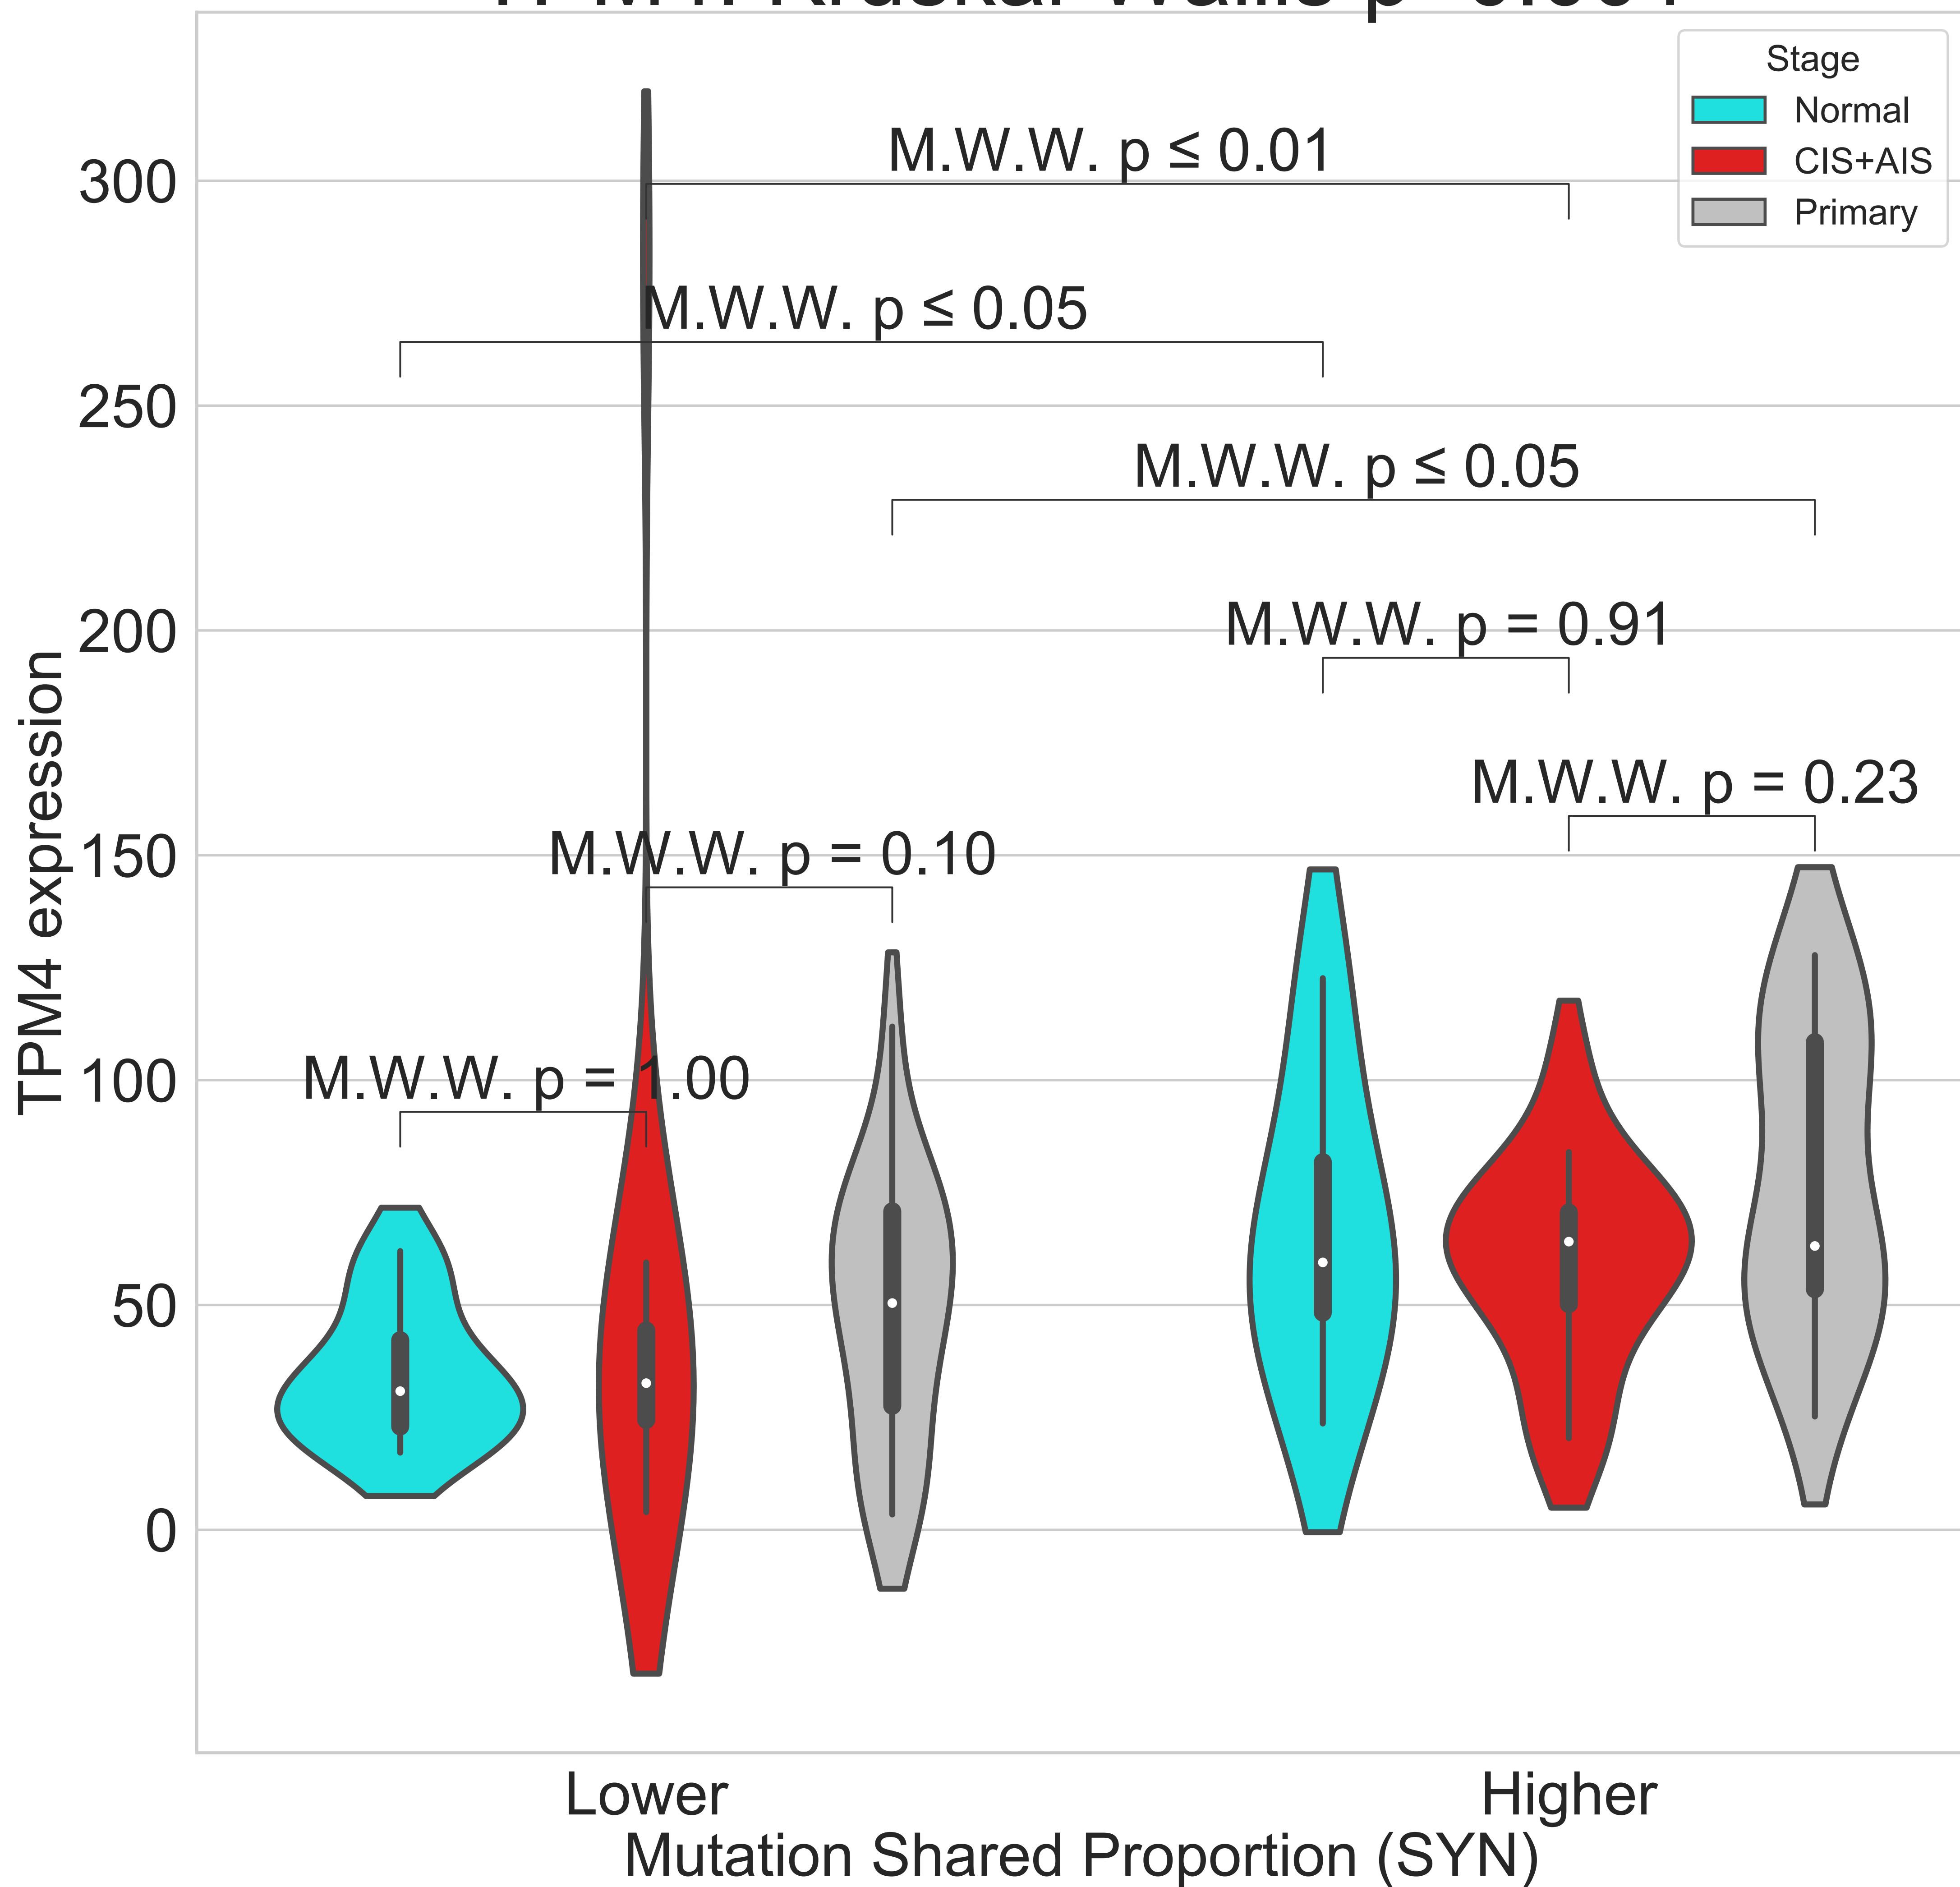 Stage
Normal
CIS+AIS
Primary
M.W.W. p ≤ 0.01
M.W.W. p ≤ 0.05
M.W.W. p ≤ 0.05
M.W.W. p = 0.91
M.W.W. p = 0.23
M.W.W. p = 0.10
M.W.W. p = 1.00
300
250
200
150
100
50
0
TPM4 expression
Lower
Higher
Mutation Shared Proportion (SYN)